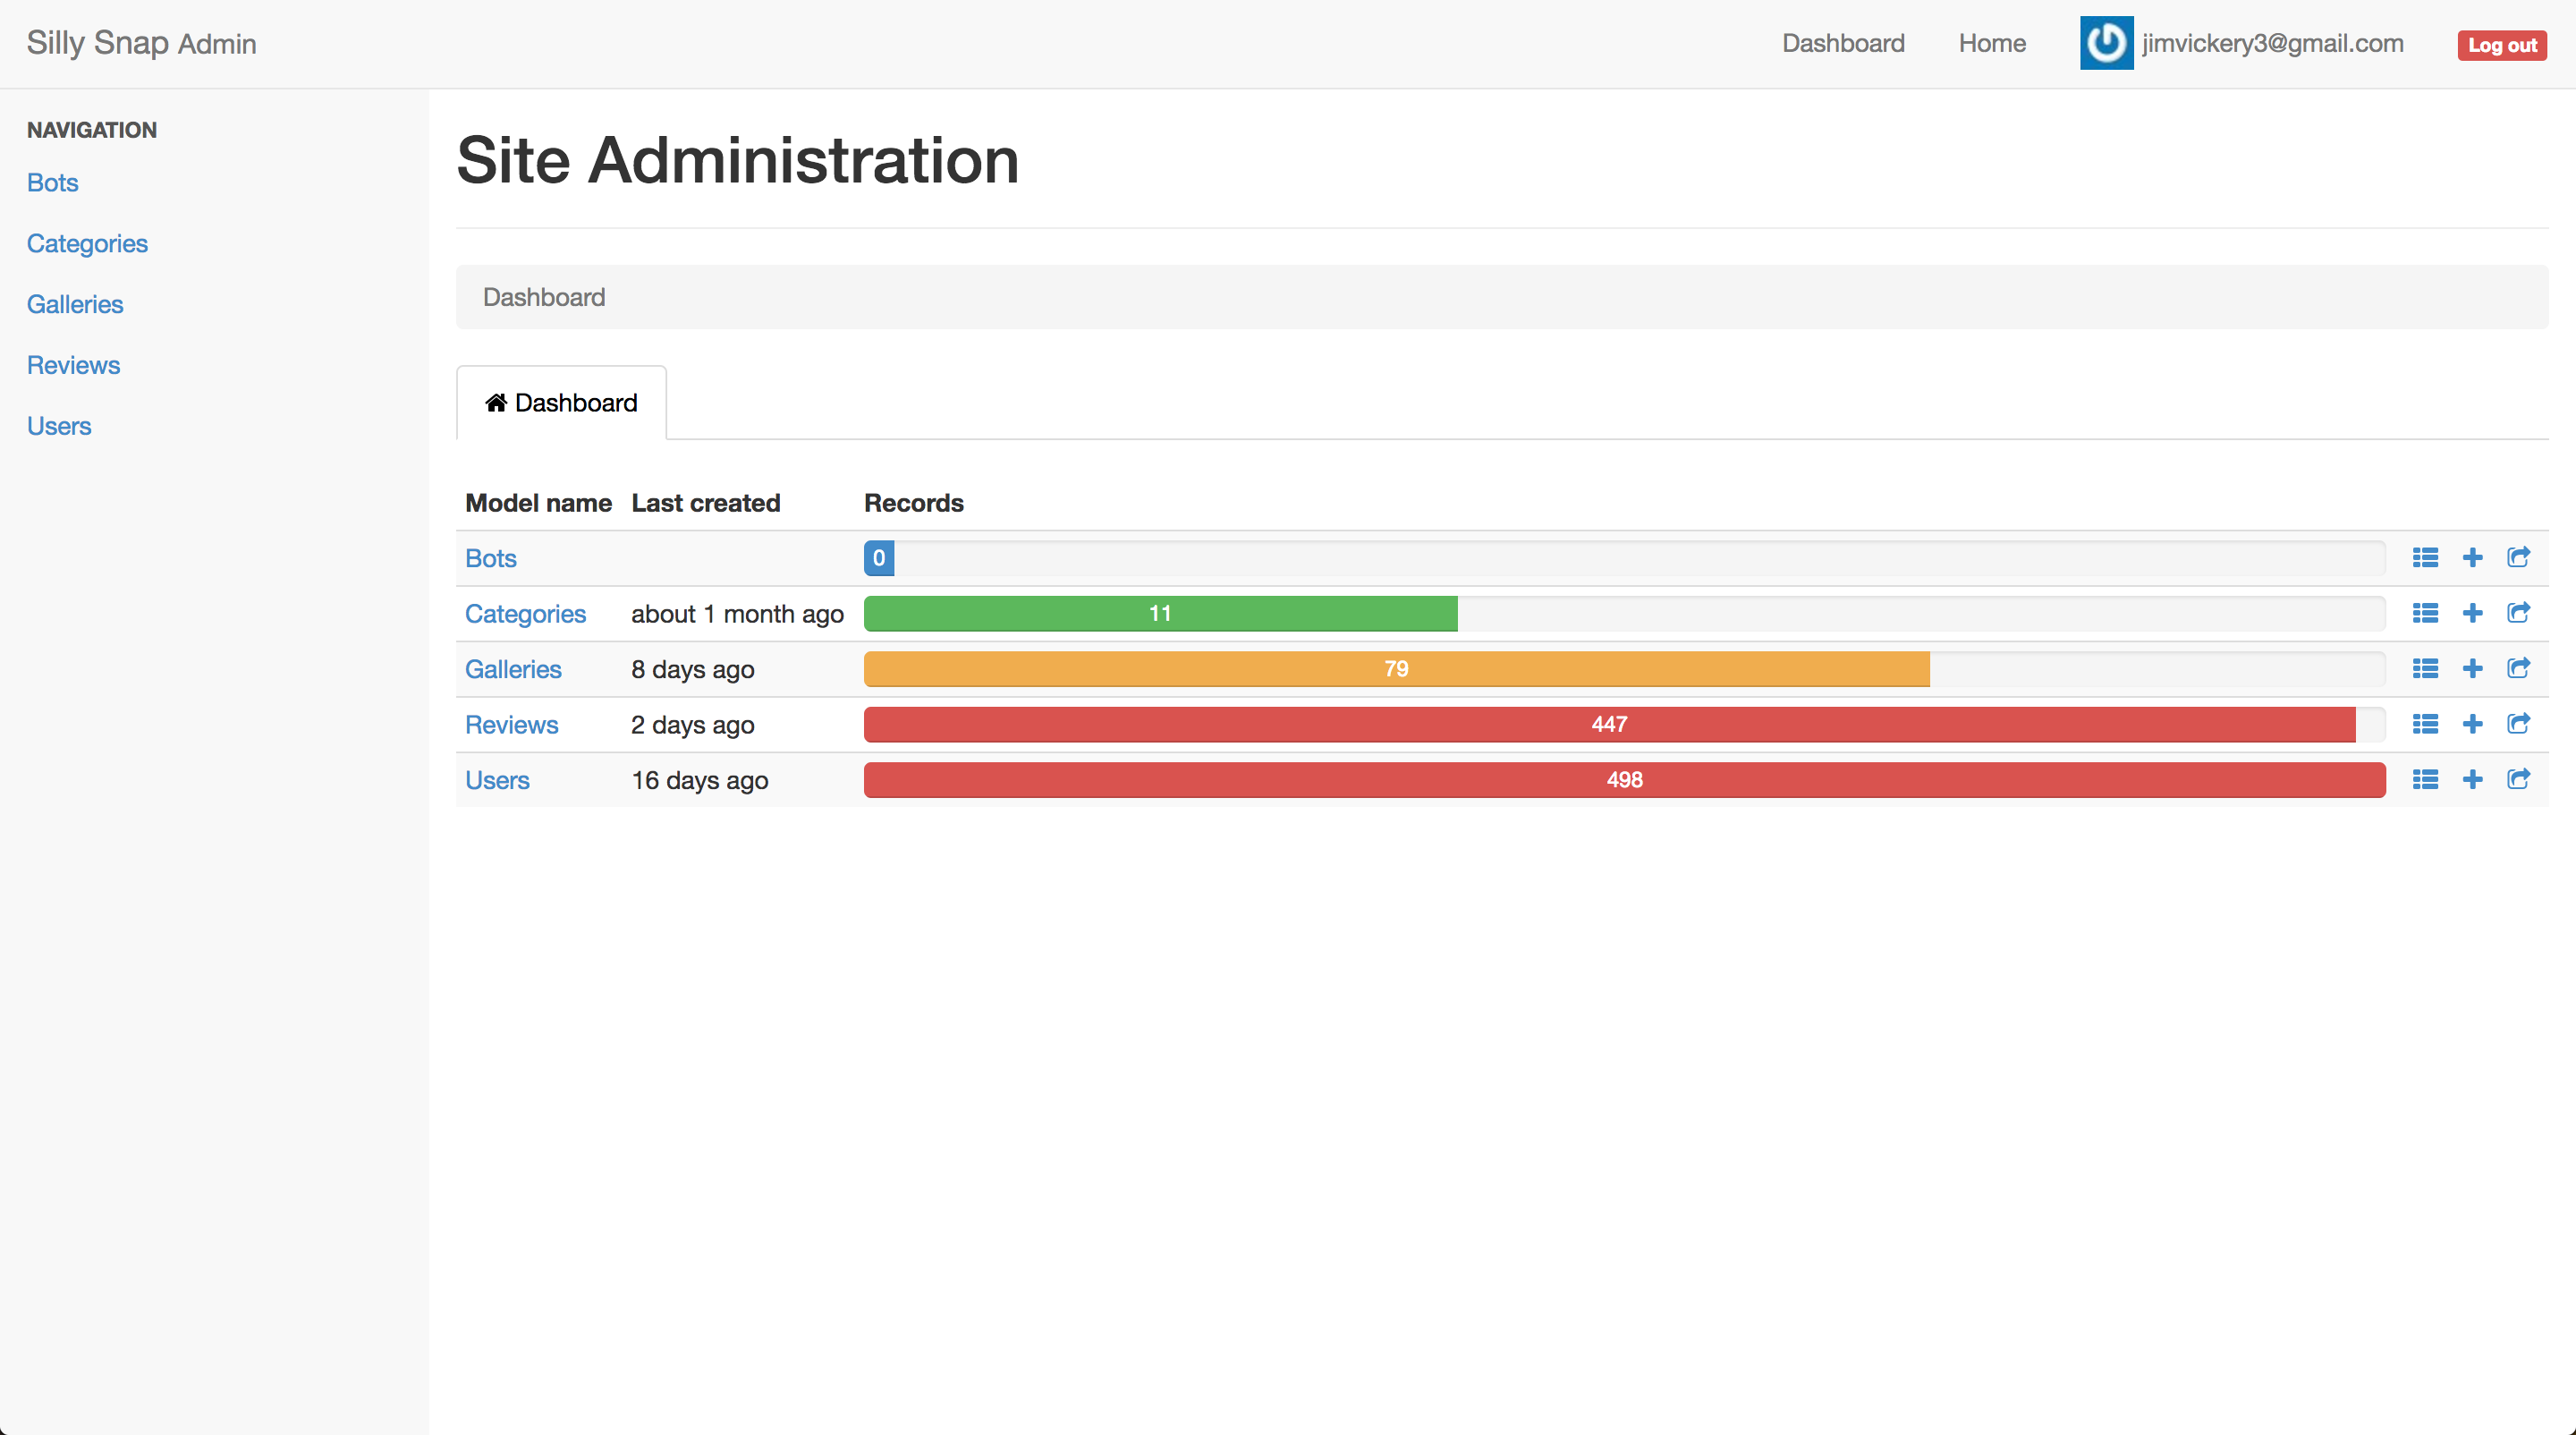 Silly Snap Admin
Dashboard Home jimvickery3@gmail.com Log out
NAVIGATION
Bots
Categories
Galleries
Reviews
Users
Site Administration
Dashboard
Dashboard
Model name Last created Records
Bots 0
Categories about 1 month ago 11
Galleries 8 days ago 79
Reviews 2 days ago 447
Users 16 days ago 498